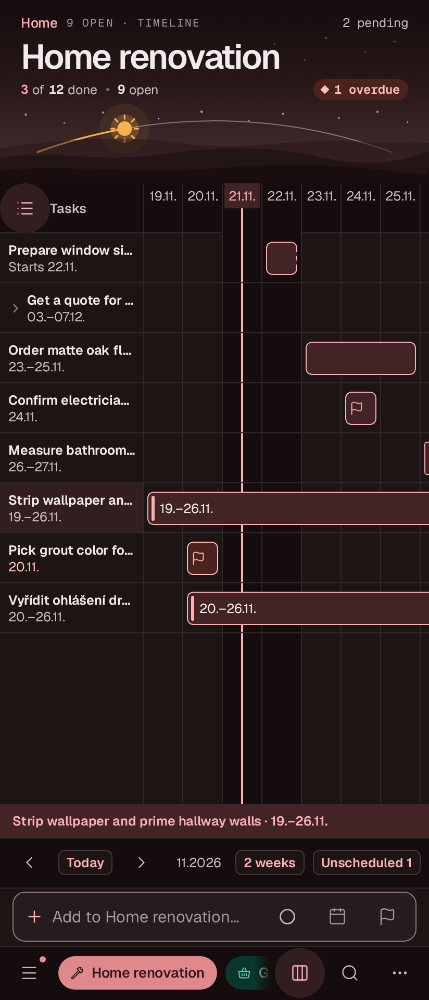 Home 9 OPEN · TIMELINE 2 pending
Home renovation
3 of 12 done • 9 open ◆ 1 overdue
Tasks 19.11. 20.11. 21.11. 22.11. 23.11. 24.11. 25.11.
Prepare window si...
Starts 22.11.
Get a quote for ...
03.–07.12.
Order matte oak fl...
23.–25.11.
Confirm electricia...
24.11.
Measure bathroom...
26.–27.11.
Strip wallpaper an...
19.–26.11.
19.–26.11.
Pick grout color fo...
20.11.
Vyřídit ohlášení dr...
20.–26.11.
20.–26.11.
Strip wallpaper and prime hallway walls · 19.–26.11.
Today 11.2026 2 weeks Unscheduled 1
Add to Home renovation...
Home renovation